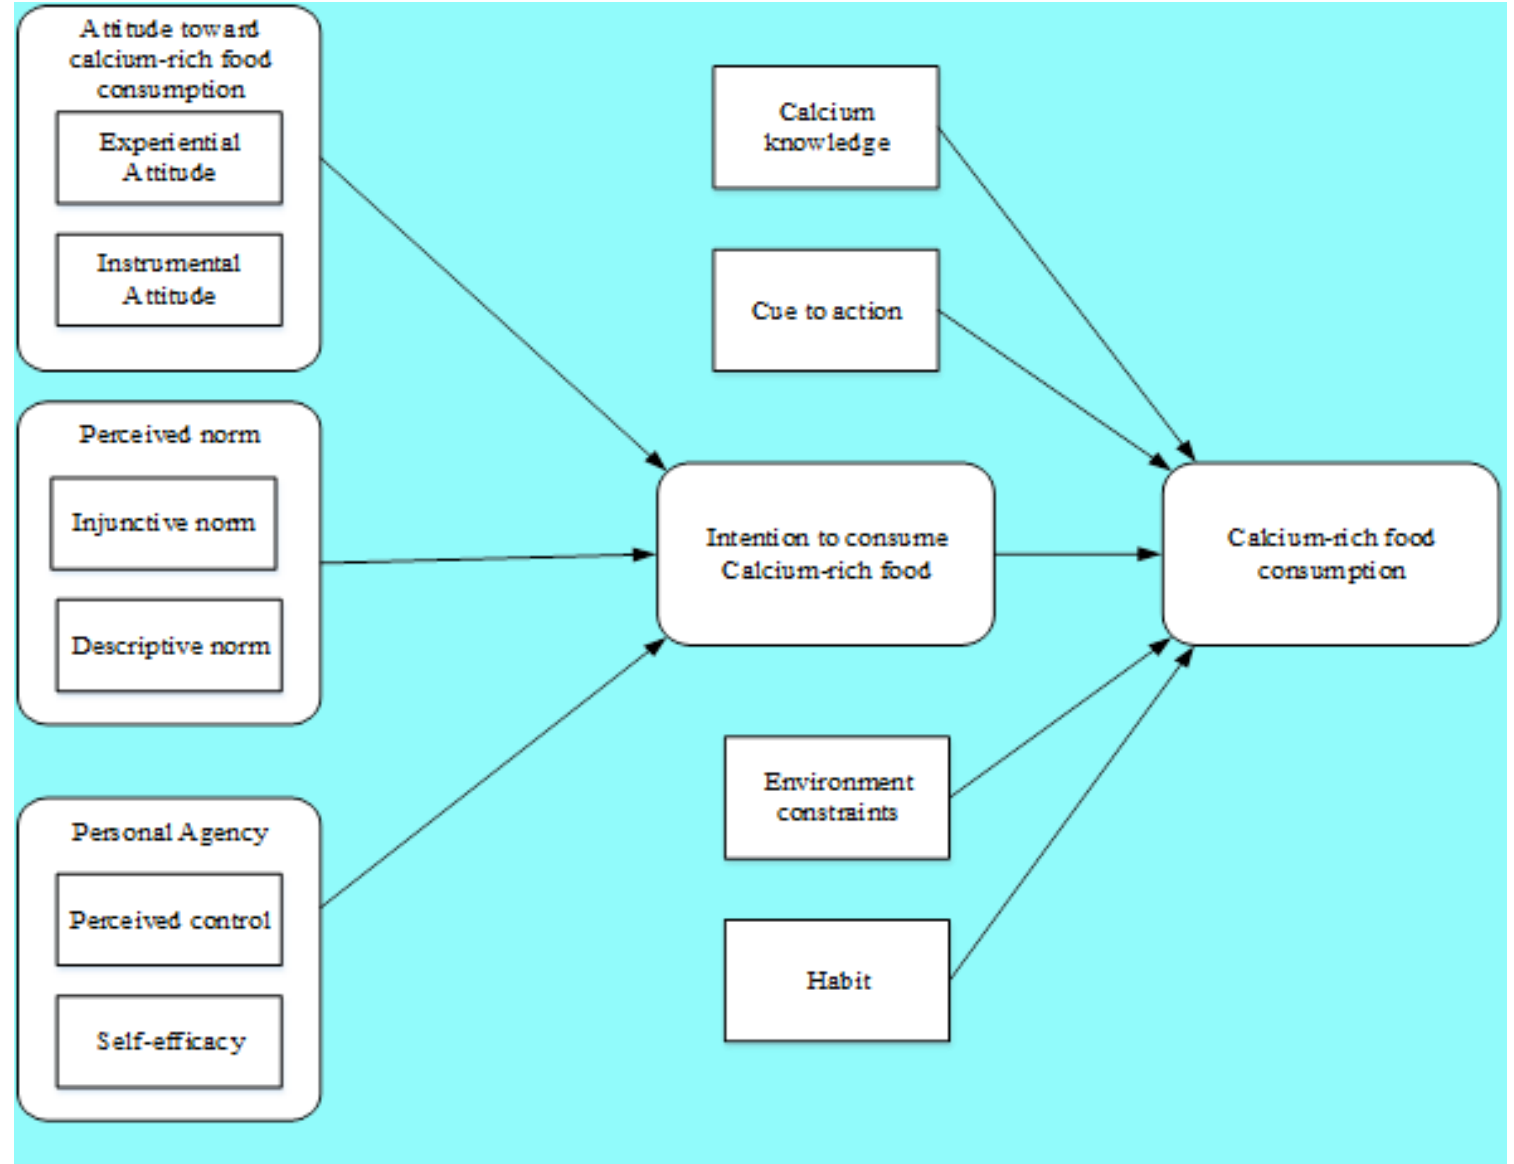 Attitude toward
calcium-rich food
consumption
Experiential
Attitude
Instrumental
Attitude
Perceived norm
Injunctive norm
Descriptive norm
Personal Agency
Perceived control
Self-efficacy
Calcium
knowledge
Cue to action
Intention to consume
Calcium-rich food
Environment
constraints
Habit
Calcium-rich food
consumption